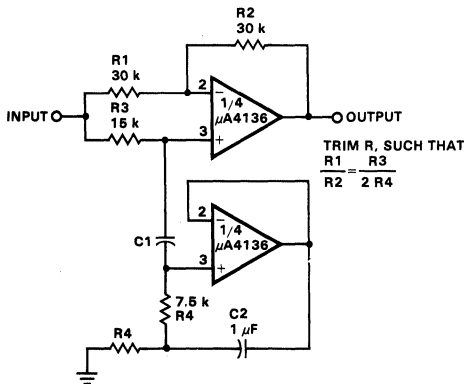 R2
30 k
R1
30 k
R3
15 k
INPUT
2
−
1/4
μA4136
3
+
OUTPUT
TRIM R, SUCH THAT
R1/R2 = R3/2 R4
2
−
1/4
μA4136
3
+
C1
7.5 k
R4
C2
1 μF
R4